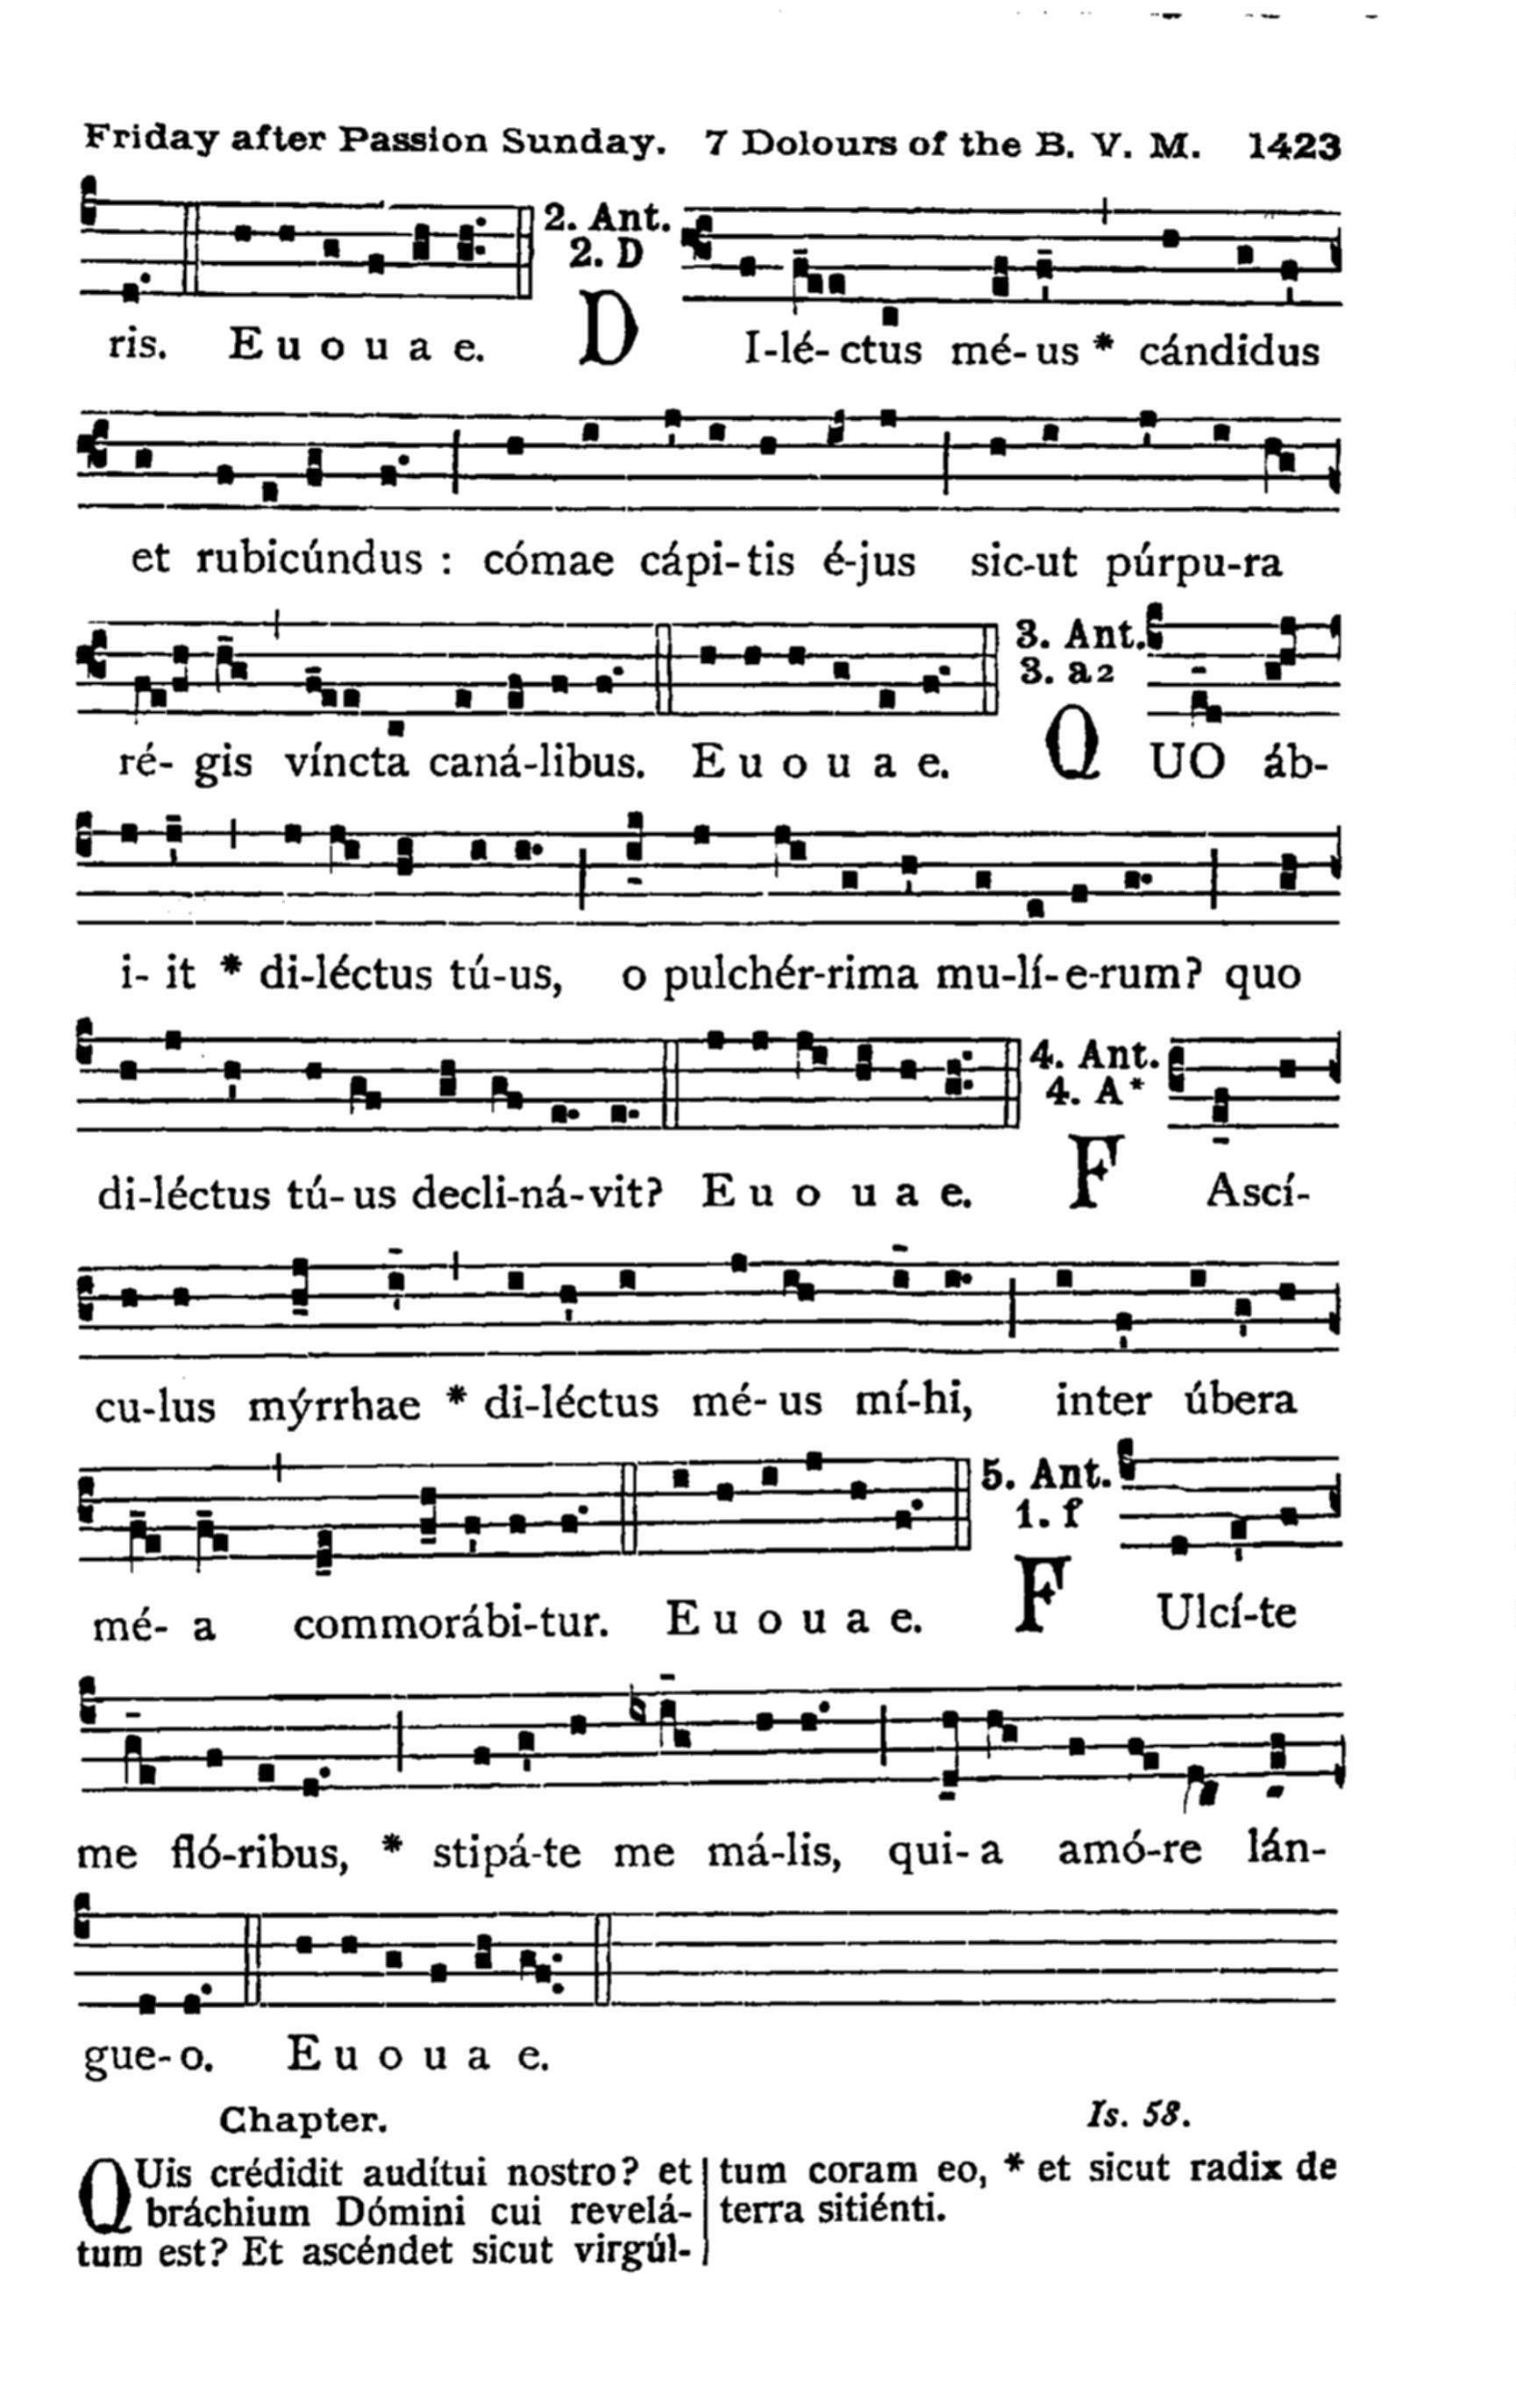 Friday after Passion Sunday. 7 Dolours of the B. V. M. 1423
ris. E u o u a e. 2. Ant. 2. D DI-lé-ctus mé-us * cándidus
et rubicúndus : cómae cápi-tis é-jus sic-ut púrpu-ra
ré-gis víncta caná-libus. E u o u a e. 3. Ant. 3. a2 QUO áb-
i-it * di-léctus tú-us, o pulchér-rima mu-lí-e-rum? quo
di-léctus tú-us decli-ná-vit? E u o u a e. 4. Ant. 4. A* FAscí-
cu-lus mýrrhae * di-léctus mé-us mí-hi, inter úbera
mé-a commorábi-tur. E u o u a e. 5. Ant. 1. f FUlcí-te
me fló-ribus, * stipá-te me má-lis, qui-a amó-re lán-
gue-o. E u o u a e.
Chapter. Is. 58.
QUis crédidit audítui nostro? et
bráchium Dómini cui revelá-
tum est? Et ascéndet sicut virgúl-
tum coram eo, * et sicut radix de
terra sitiénti.